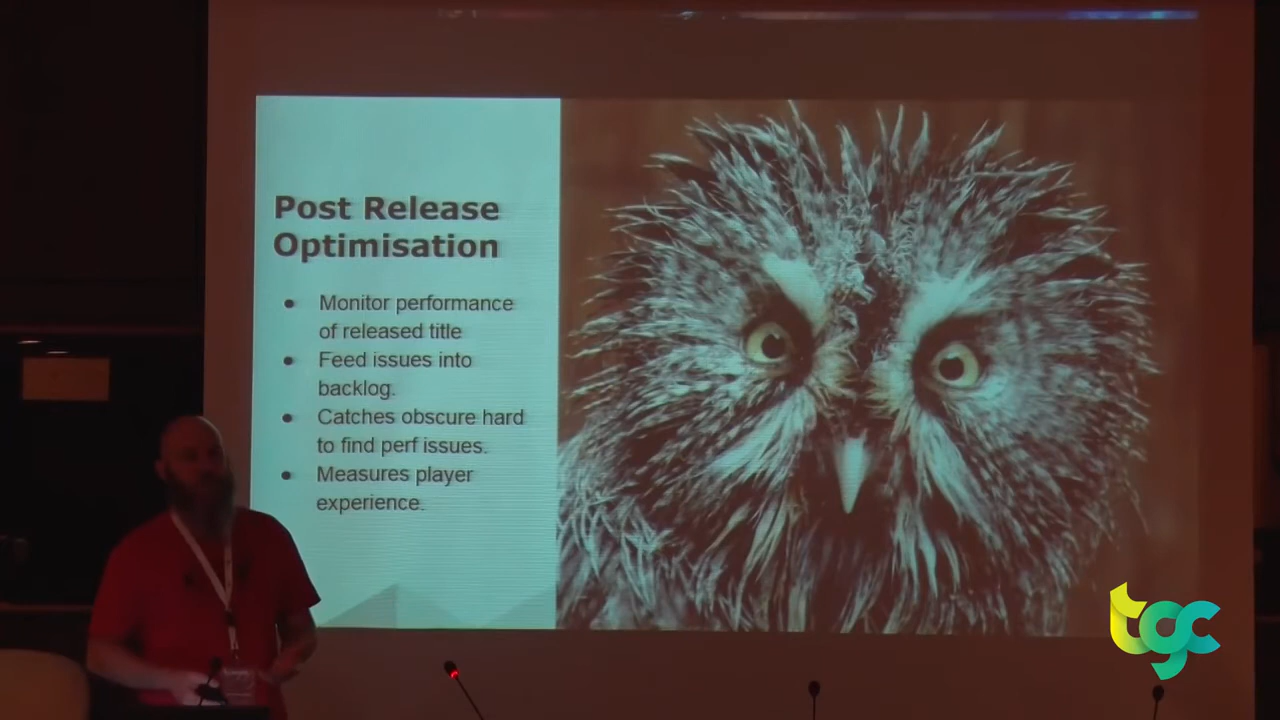 Post Release
Optimisation
• Monitor performance
of released title
• Feed issues into
backlog.
• Catches obscure hard
to find perf issues.
• Measures player
experience.
tgc